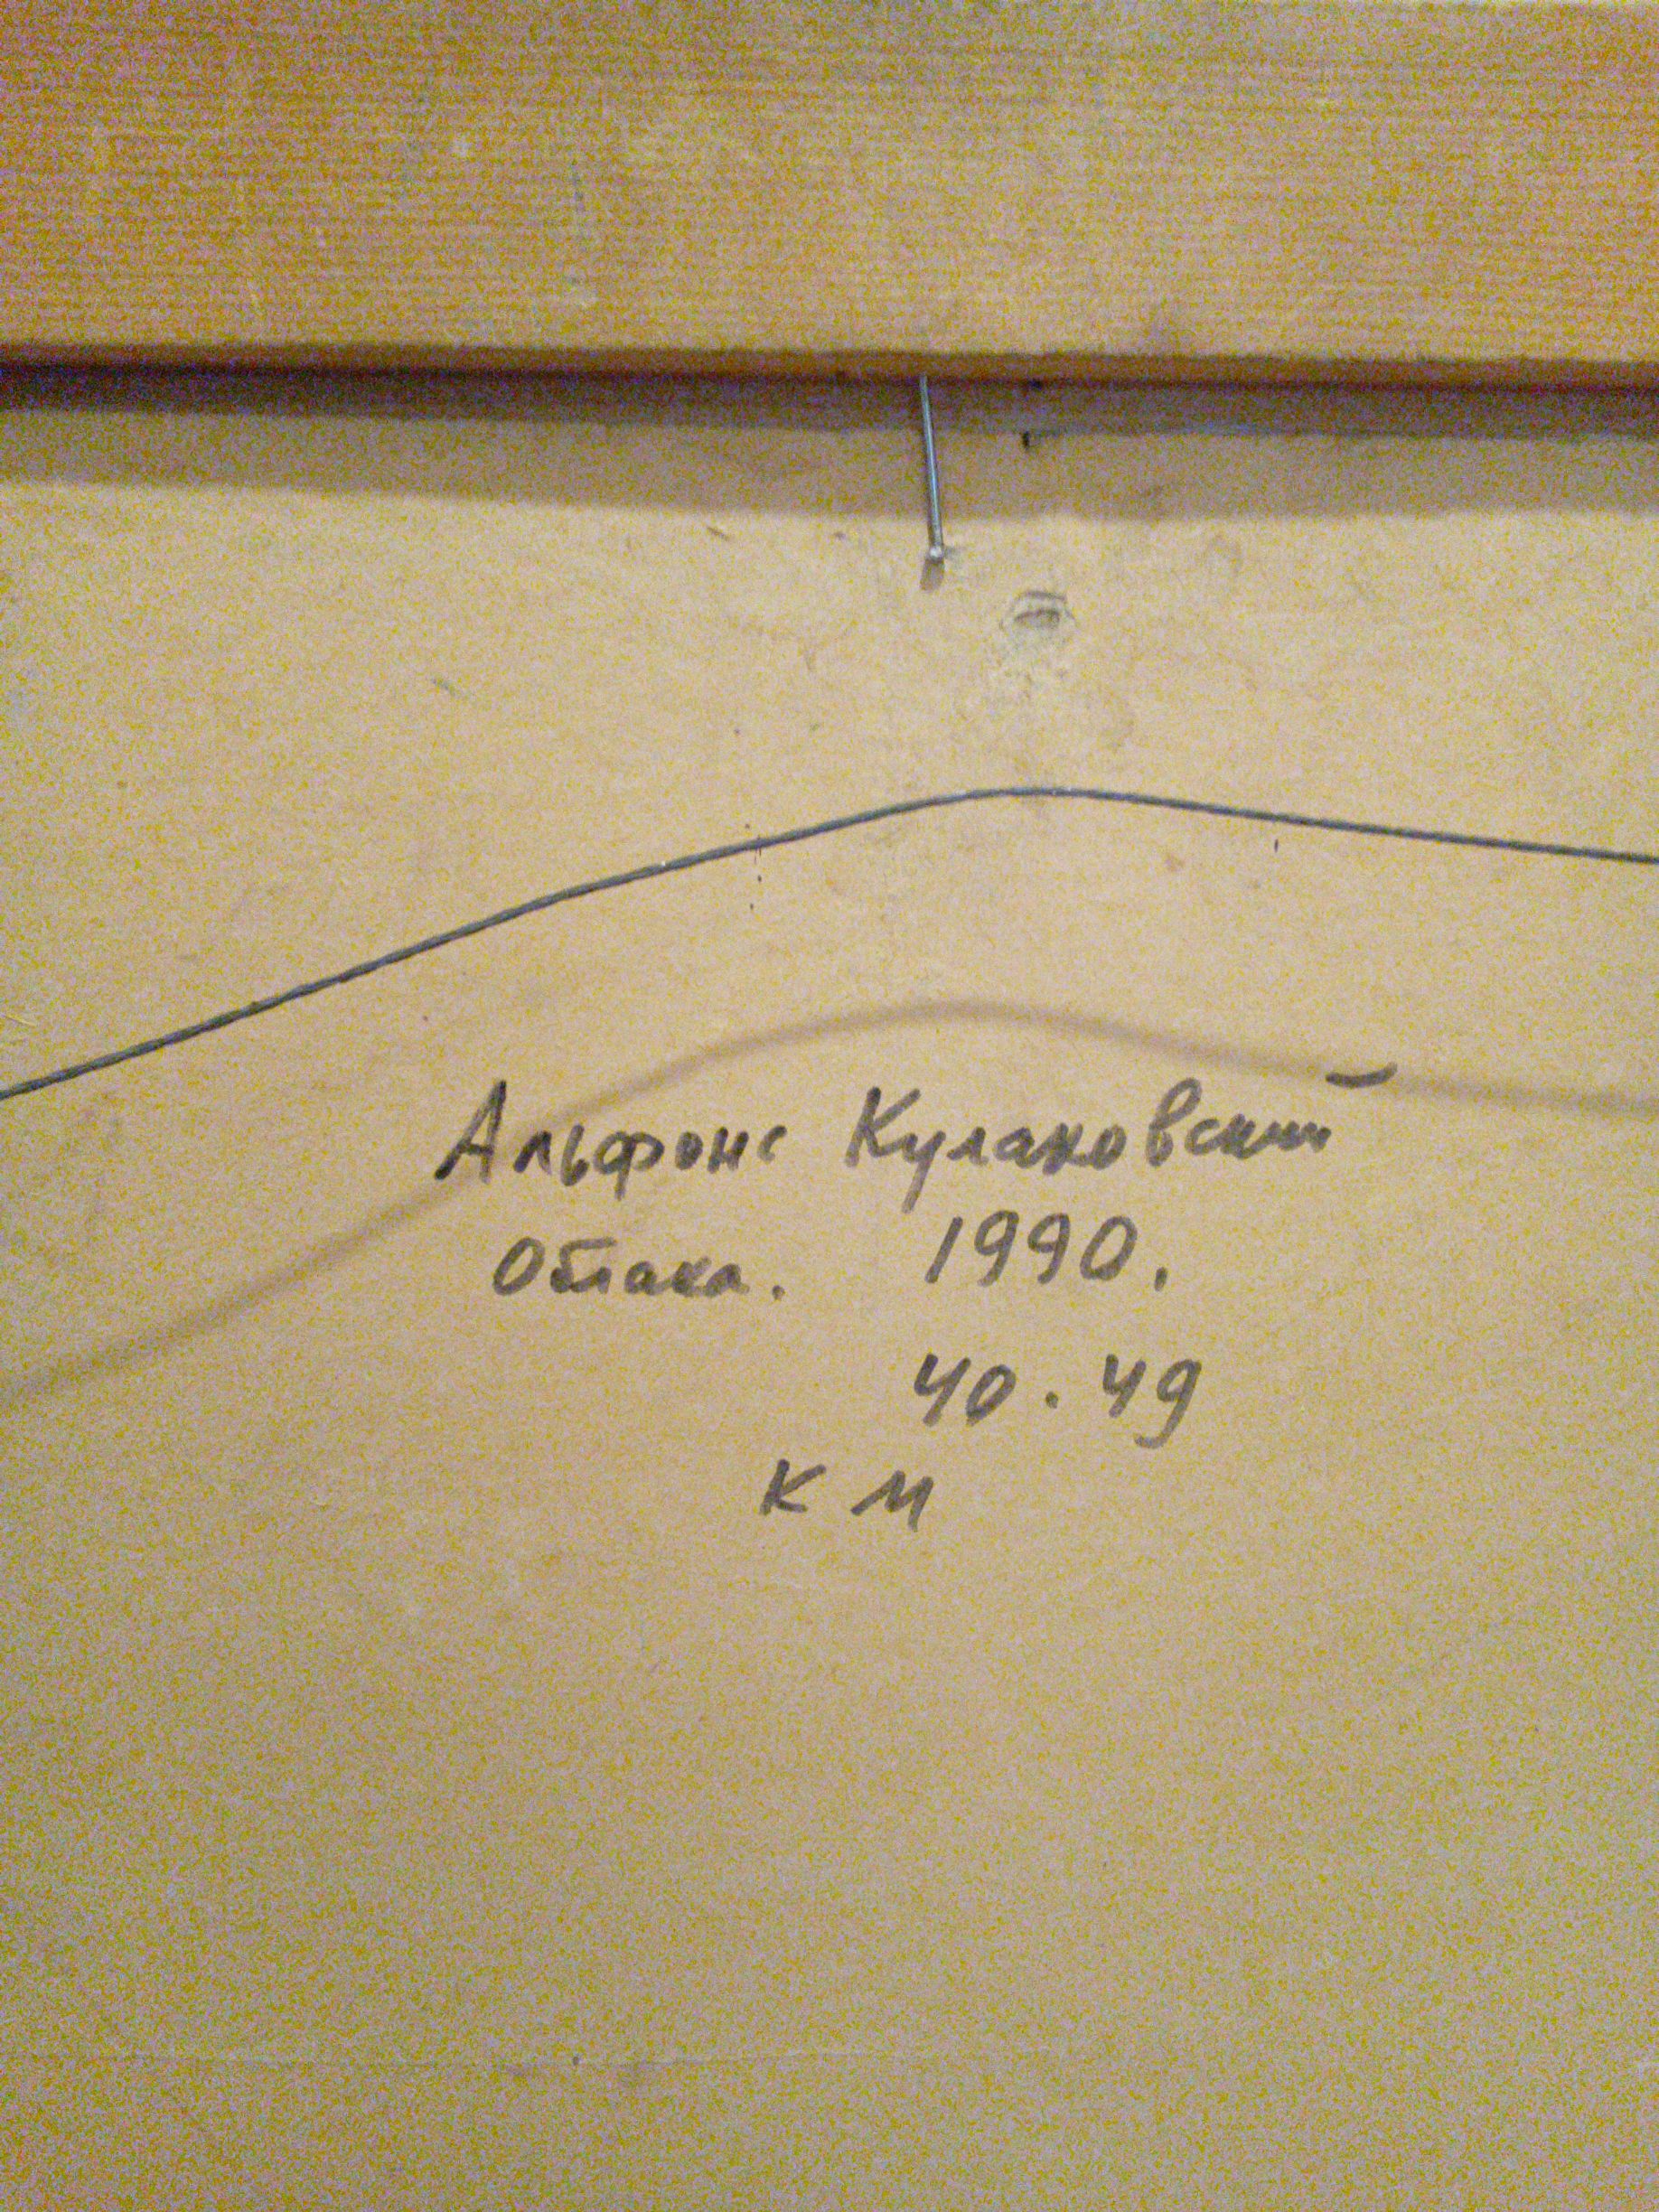 Альфонс Кулаковский
Облака. 1990.
40 · 49
К М